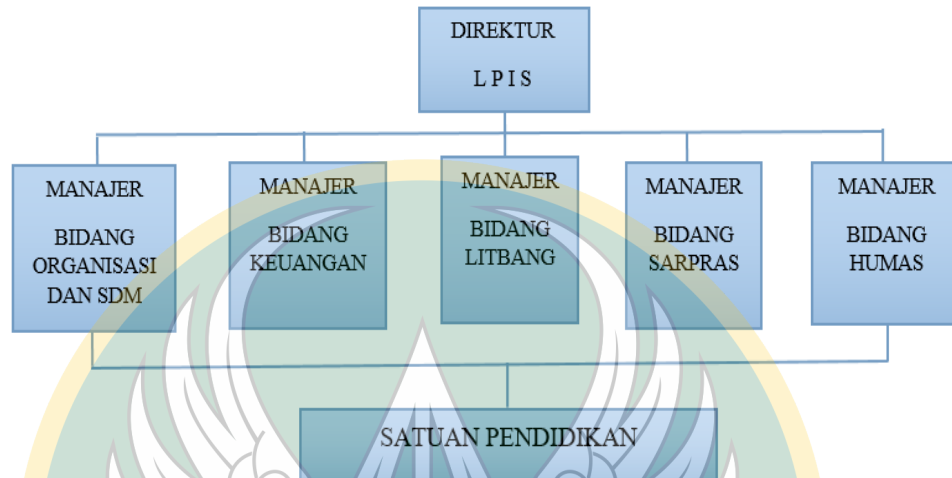 DIREKTUR
L P I S
MANAJER
BIDANG
ORGANISASI
DAN SDM
MANAJER
BIDANG
KEUANGAN
MANAJER
BIDANG
LITBANG
MANAJER
BIDANG
SARPRAS
MANAJER
BIDANG
HUMAS
SATUAN PENDIDIKAN